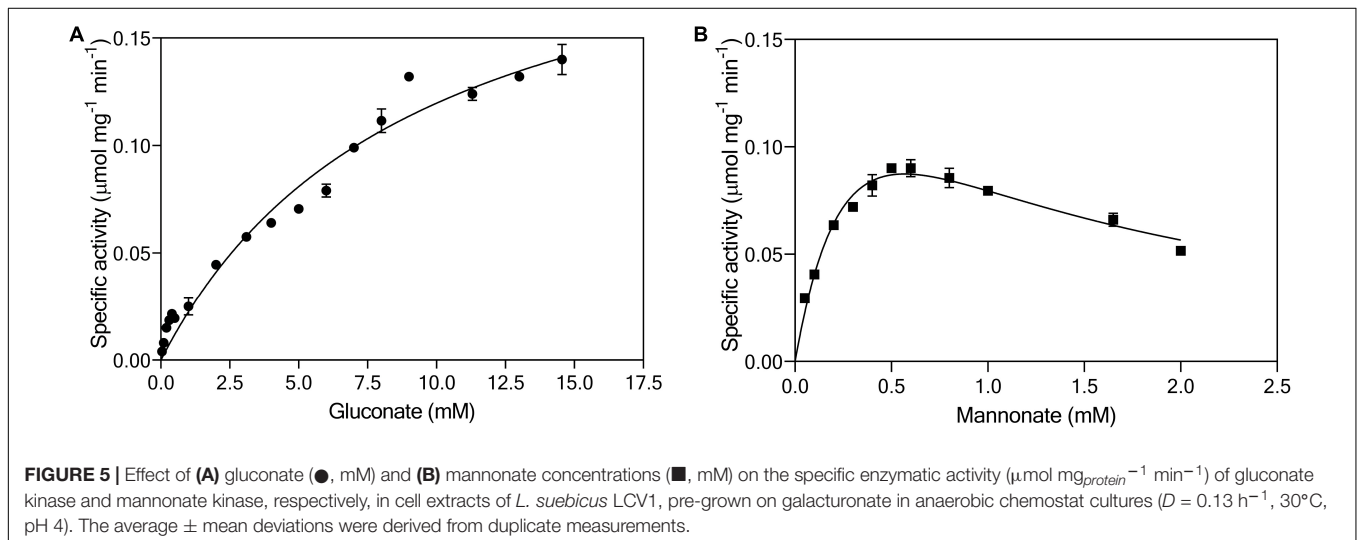 A
B
0.15
0.10
0.05
0.00
Specific activity (μmol mg⁻¹ min⁻¹)
0.0 2.5 5.0 7.5 10.0 12.5 15.0 17.5
Gluconate (mM)
0.15
0.10
0.05
0.00
Specific activity (μmol mg⁻¹ min⁻¹)
0.0 0.5 1.0 1.5 2.0 2.5
Mannonate (mM)
FIGURE 5 | Effect of (A) gluconate (●, mM) and (B) mannonate concentrations (■, mM) on the specific enzymatic activity (μmol mgprotein⁻¹ min⁻¹) of gluconate
kinase and mannonate kinase, respectively, in cell extracts of L. suebicus LCV1, pre-grown on galacturonate in anaerobic chemostat cultures (D = 0.13 h⁻¹, 30°C,
pH 4). The average ± mean deviations were derived from duplicate measurements.